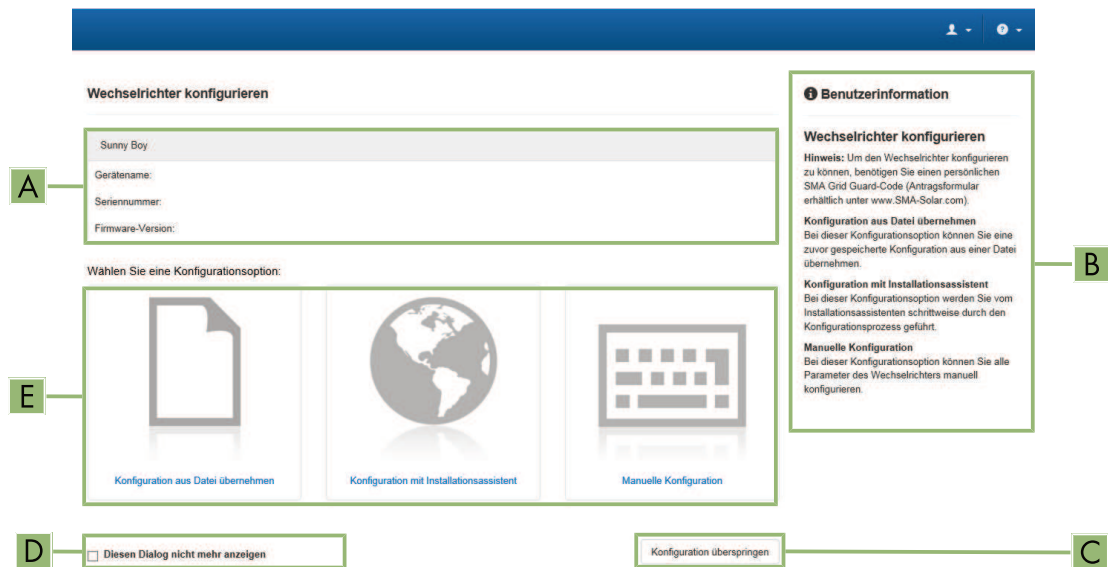 Wechselrichter konfigurieren
A
Sunny Boy
Gerätename:
Seriennummer:
Firmware-Version:
B
Benutzerinformation
Wechselrichter konfigurieren
Hinweis: Um den Wechselrichter konfigurieren
zu können, benötigen Sie einen persönlichen
SMA Grid Guard-Code (Antragsformular
erhältlich unter www.SMA-Solar.com).
Konfiguration aus Datei übernehmen
Bei dieser Konfigurationsoption können Sie eine
zuvor gespeicherte Konfiguration aus einer Datei
übernehmen.
Konfiguration mit Installationsassistent
Bei dieser Konfigurationsoption werden Sie vom
Installationsassistenten schrittweise durch den
Konfigurationsprozess geführt.
Manuelle Konfiguration
Bei dieser Konfigurationsoption können Sie alle
Parameter des Wechselrichters manuell
konfigurieren.
Wählen Sie eine Konfigurationsoption:
E
Konfiguration aus Datei übernehmen
Konfiguration mit Installationsassistent
Manuelle Konfiguration
D
Diesen Dialog nicht mehr anzeigen
Konfiguration überspringen
C